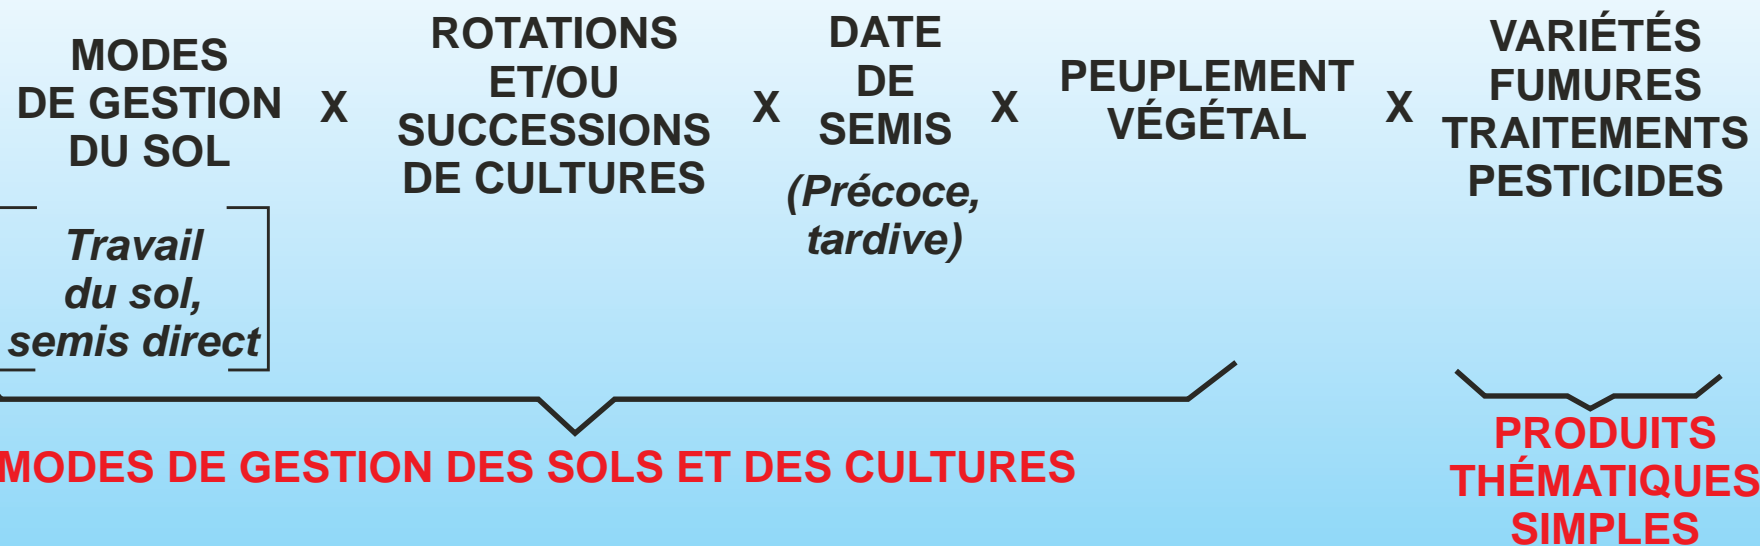 MODES
DE GESTION
DU SOL
X
ROTATIONS
ET/OU
SUCCESSIONS
DE CULTURES
X
DATE
DE
SEMIS
(Précoce,
tardive)
X
PEUPLEMENT
VÉGÉTAL
X
VARIÉTÉS
FUMURES
TRAITEMENTS
PESTICIDES
Travail
du sol,
semis direct
MODES DE GESTION DES SOLS ET DES CULTURES
PRODUITS
THÉMATIQUES
SIMPLES